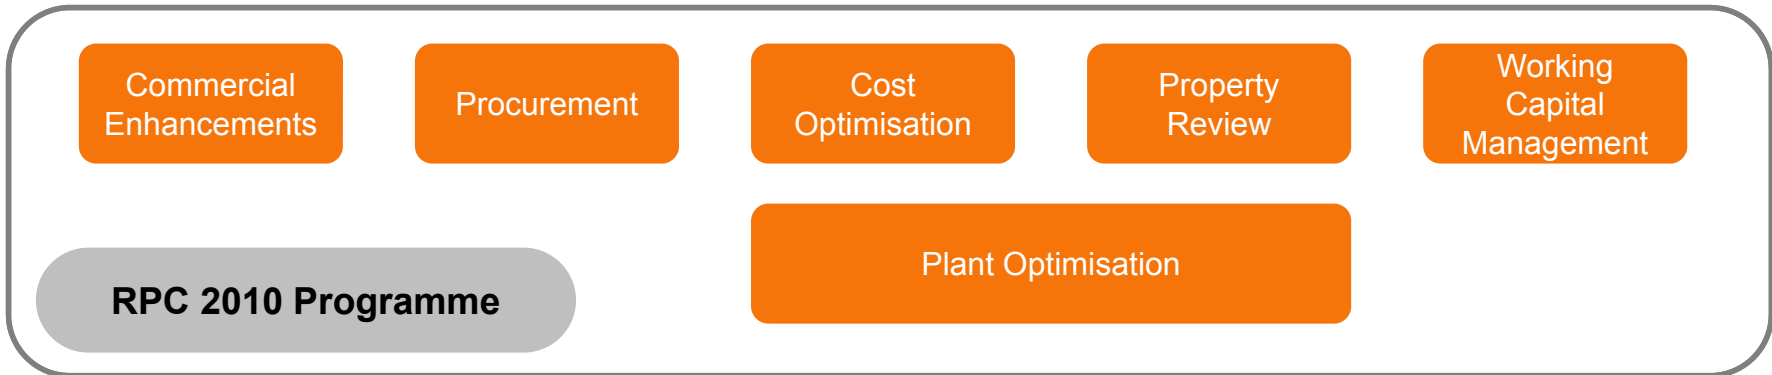 Commercial
Enhancements
Procurement
Cost
Optimisation
Property
Review
Working
Capital
Management
Plant Optimisation
RPC 2010 Programme